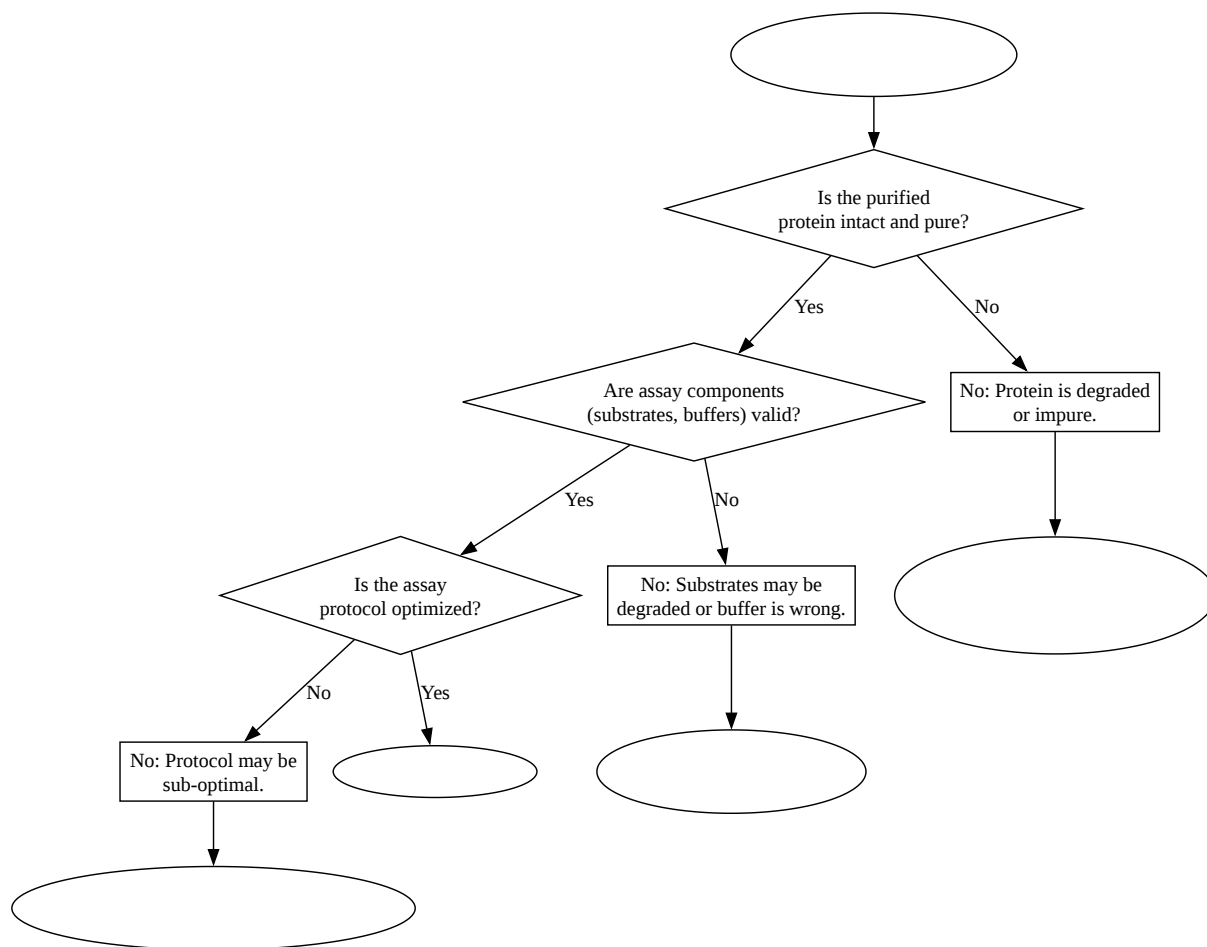 Is the purified
protein intact and pure?
Yes
No
Are assay components
(substrates, buffers) valid?
No: Protein is degraded
or impure.
Yes
No
Is the assay
protocol optimized?
No: Substrates may be
degraded or buffer is wrong.
No
Yes
No: Protocol may be
sub-optimal.